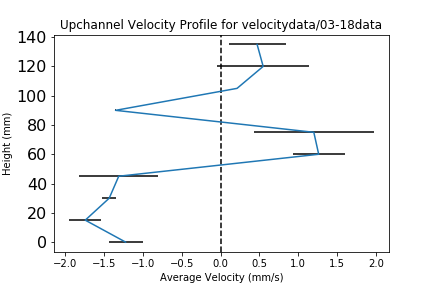 Upchannel Velocity Profile for velocitydata/03-18data
140
120
100
80
60
40
20
0
Height (mm)
−2.0 −1.5 −1.0 −0.5 0.0 0.5 1.0 1.5 2.0
Average Velocity (mm/s)